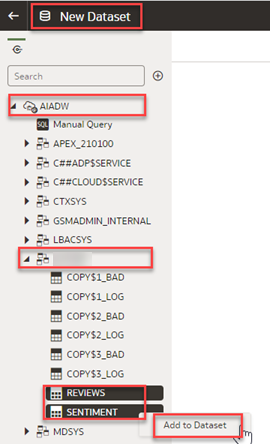 New Dataset
Search
AIADW
SQL Manual Query
APEX_210100
C##ADP$SERVICE
C##CLOUD$SERVICE
CTXSYS
GSMADMIN_INTERNAL
LBACSYS
COPY$1_BAD
COPY$1_LOG
COPY$2_BAD
COPY$2_LOG
COPY$3_BAD
COPY$3_LOG
REVIEWS
SENTIMENT
Add to Dataset
MDSYS